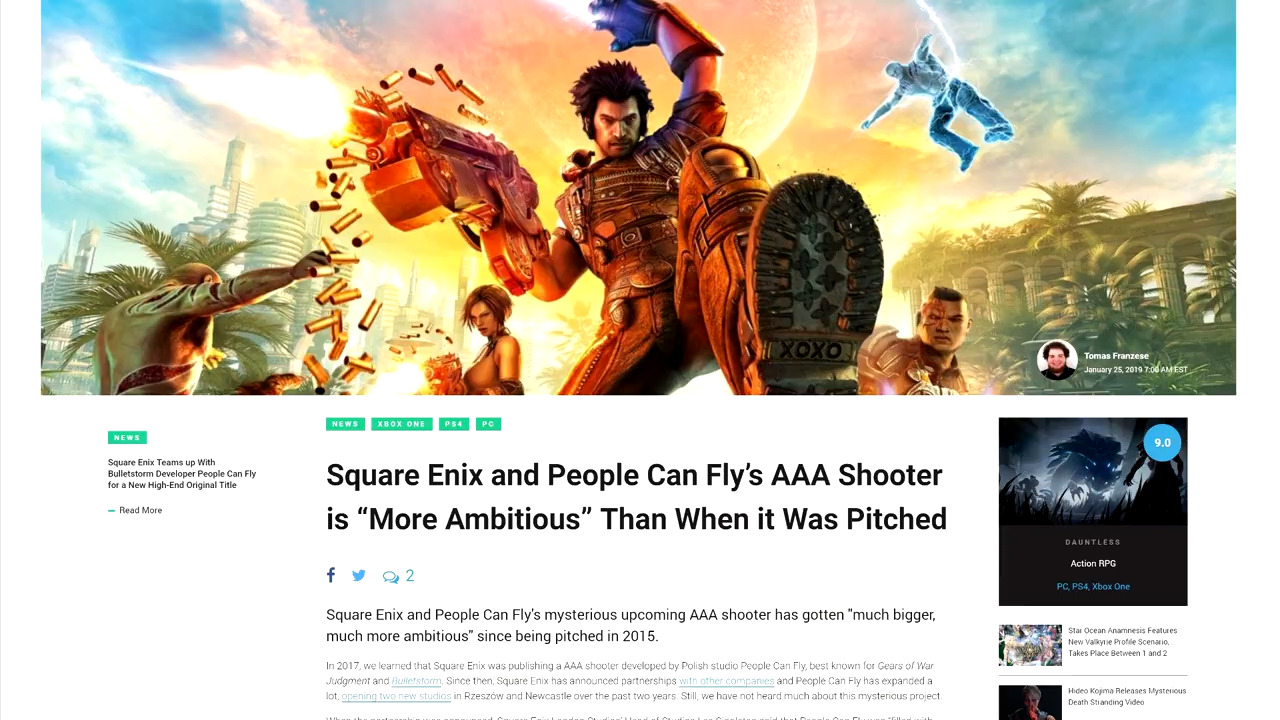 XOXO
Tomas Franzese
January 25, 2019 7:00 AM EST
NEWS
Square Enix Teams up With
Bulletstorm Developer People Can Fly
for a New High-End Original Title
Read More
NEWS XBOX ONE PS4 PC
Square Enix and People Can Fly’s AAA Shooter
is “More Ambitious” Than When it Was Pitched
2
Square Enix and People Can Fly's mysterious upcoming AAA shooter has gotten "much bigger,
much more ambitious" since being pitched in 2015.
In 2017, we learned that Square Enix was publishing a AAA shooter developed by Polish studio People Can Fly, best known for Gears of War
Judgment and Bulletstorm. Since then, Square Enix has announced partnerships with other companies and People Can Fly has expanded a
lot, opening two new studios in Rzeszów and Newcastle over the past two years. Still, we have not heard much about this mysterious project.
9.0
DAUNTLESS
Action RPG
PC, PS4, Xbox One
Star Ocean Anamnesis Features
New Valkyrie Profile Scenario,
Takes Place Between 1 and 2
Hideo Kojima Releases Mysterious
Death Stranding Video